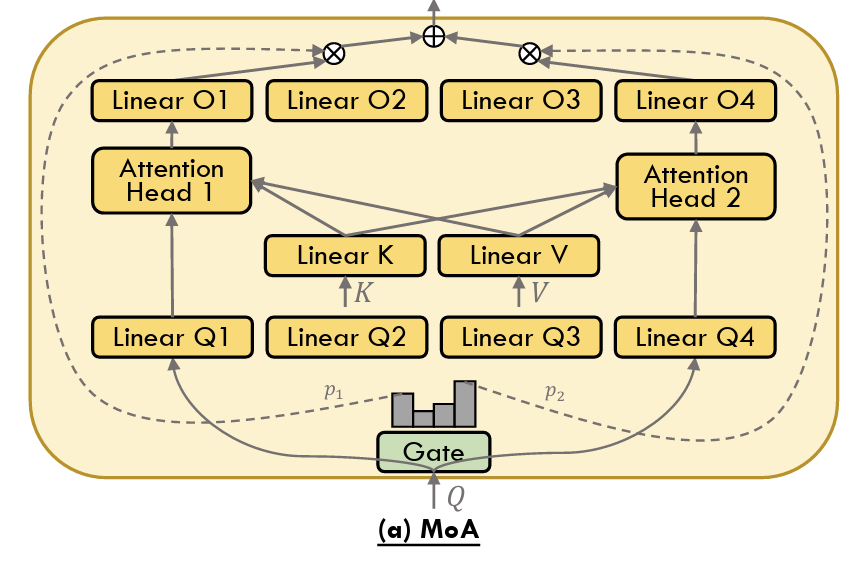 Linear O1 Linear O2 Linear O3 Linear O4
Attention
Head 1
Attention
Head 2
Linear K Linear V
K V
Linear Q1 Linear Q2 Linear Q3 Linear Q4
p₁ p₂
Gate
Q
(a) MoA